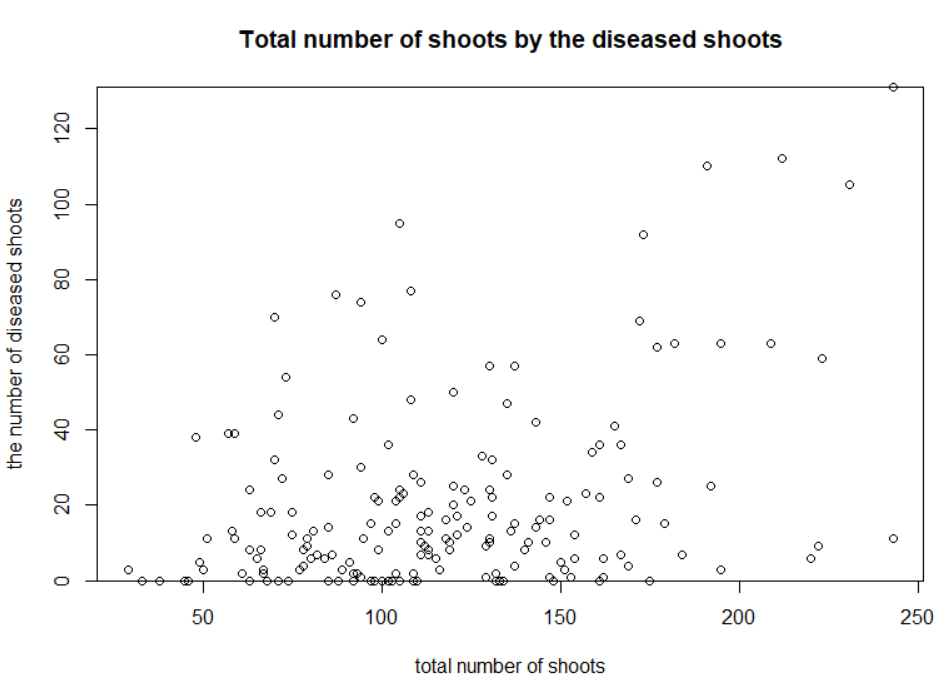 Total number of shoots by the diseased shoots
the number of diseased shoots
120
100
80
60
40
20
0
50 100 150 200 250
total number of shoots